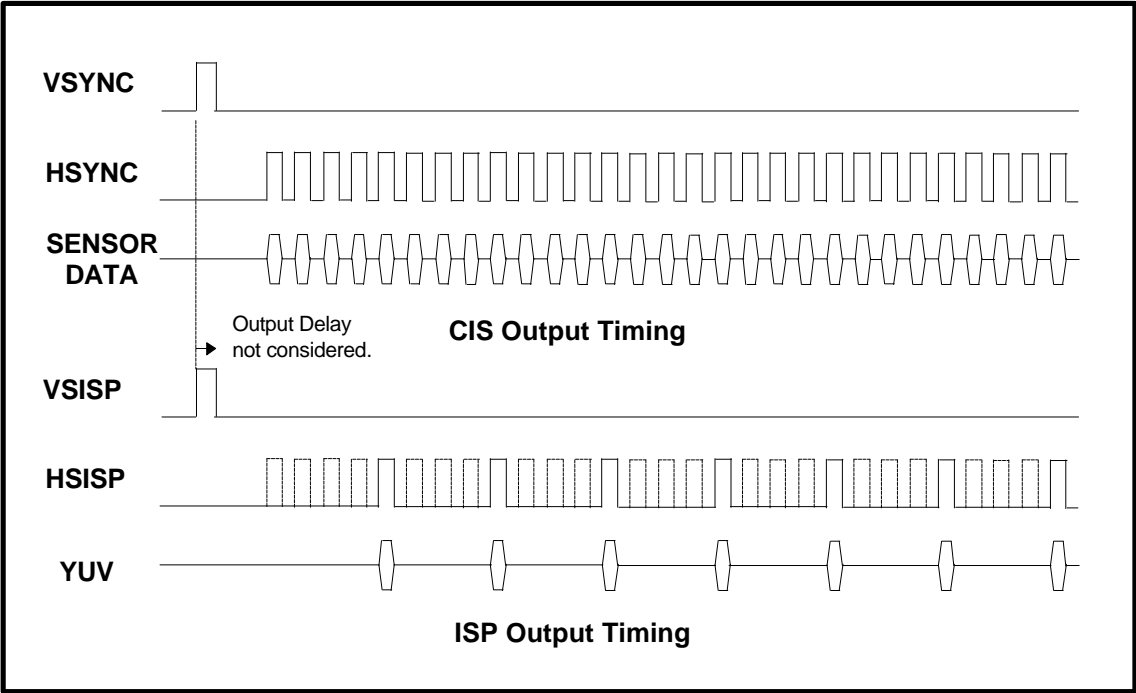 VSYNC
HSYNC
SENSOR
DATA
Output Delay
not considered.
CIS Output Timing
VSISP
HSISP
YUV
ISP Output Timing